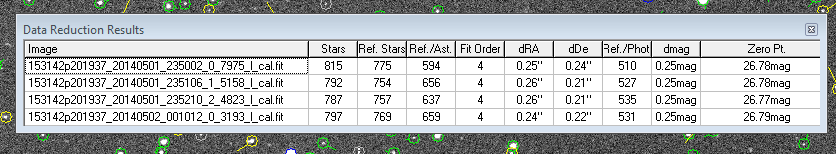 Data Reduction Results
Image Stars Ref. Stars Ref./Ast. Fit Order dRA dDe Ref./Phot dmag Zero Pt.
153142p201937_20140501_235002_0_7975_l_cal.fit 815 775 594 4 0.25'' 0.24'' 510 0.25mag 26.78mag
153142p201937_20140501_235106_1_5158_l_cal.fit 792 754 656 4 0.26'' 0.21'' 527 0.25mag 26.78mag
153142p201937_20140501_235210_2_4823_l_cal.fit 787 757 637 4 0.26'' 0.21'' 535 0.25mag 26.77mag
153142p201937_20140502_001012_0_3193_l_cal.fit 797 769 659 4 0.24'' 0.22'' 531 0.25mag 26.79mag